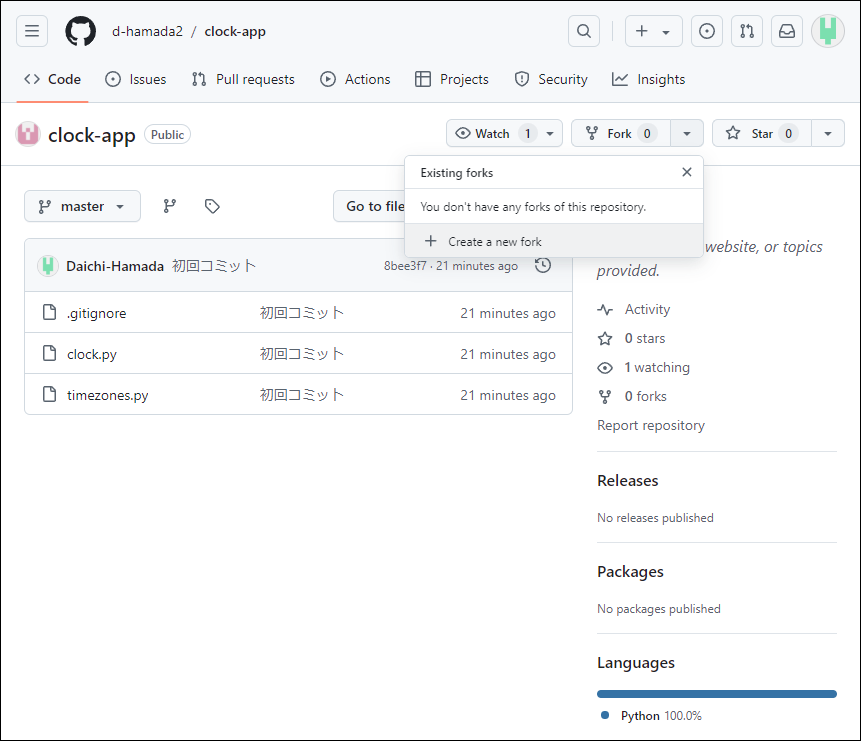 d-hamada2 / clock-app
Code Issues Pull requests Actions Projects Security Insights
clock-app Public Watch 1 Fork 0 Star 0
Existing forks
You don't have any forks of this repository.
Create a new fork
master Go to file
website, or topics
provided.
Daichi-Hamada 初回コミット 8bee3f7 · 21 minutes ago
.gitignore 初回コミット 21 minutes ago
clock.py 初回コミット 21 minutes ago
timezones.py 初回コミット 21 minutes ago
Activity
0 stars
1 watching
0 forks
Report repository
Releases
No releases published
Packages
No packages published
Languages
Python 100.0%